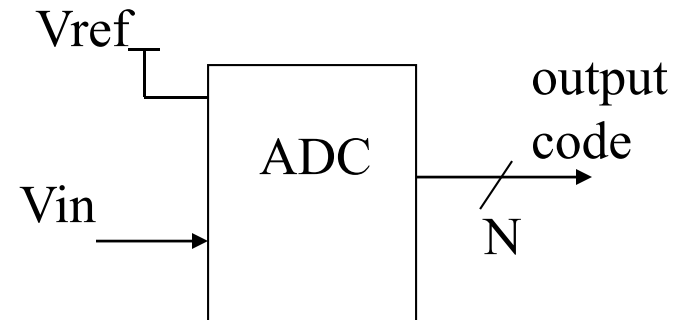 Vref
output
code
ADC
Vin
N